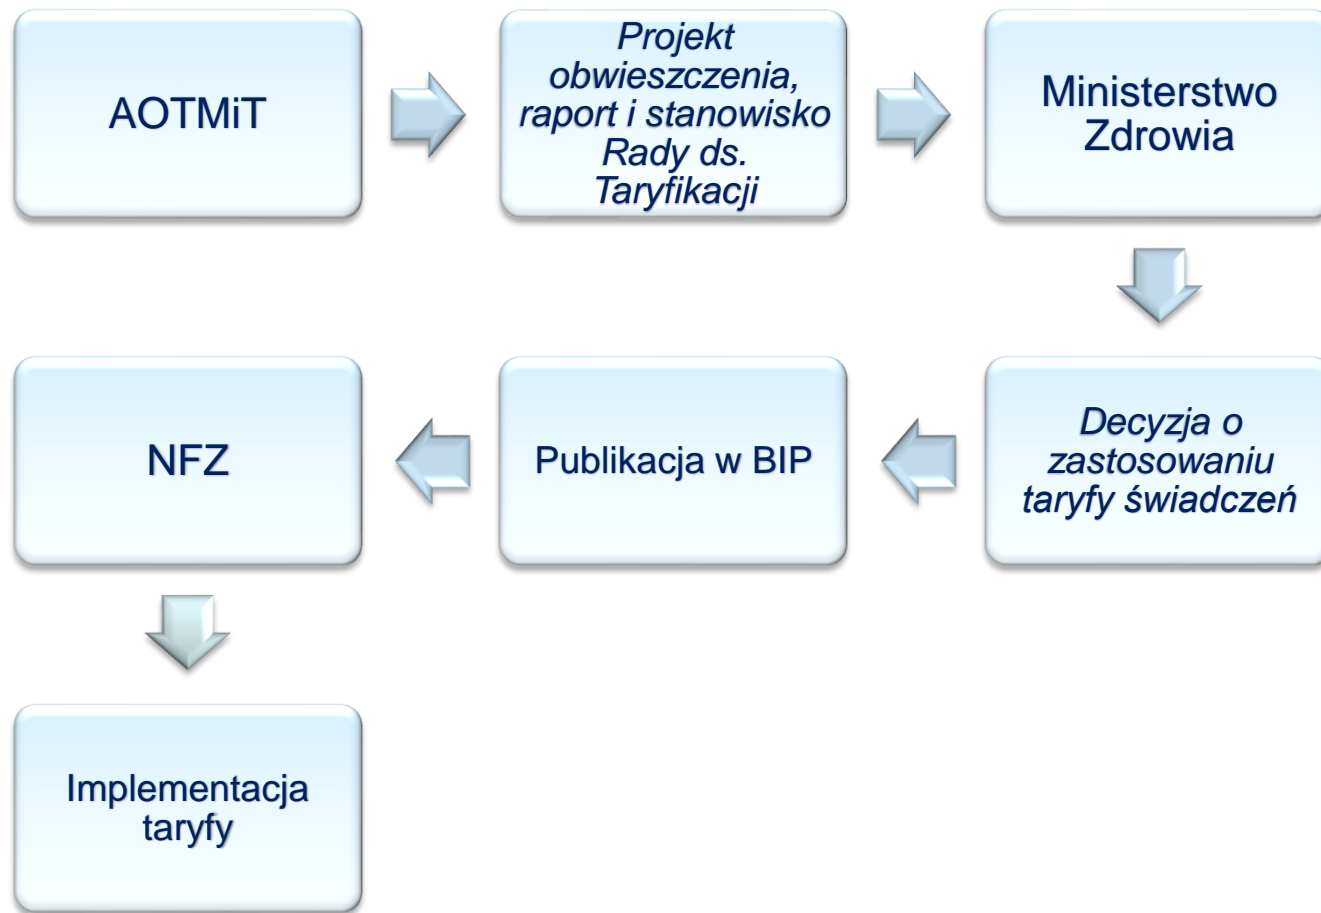 AOTMiT
Projekt
obwieszczenia,
raport i stanowisko
Rady ds.
Taryfikacji
Ministerstwo
Zdrowia
Decyzja o
zastosowaniu
taryfy świadczeń
Publikacja w BIP
NFZ
Implementacja
taryfy